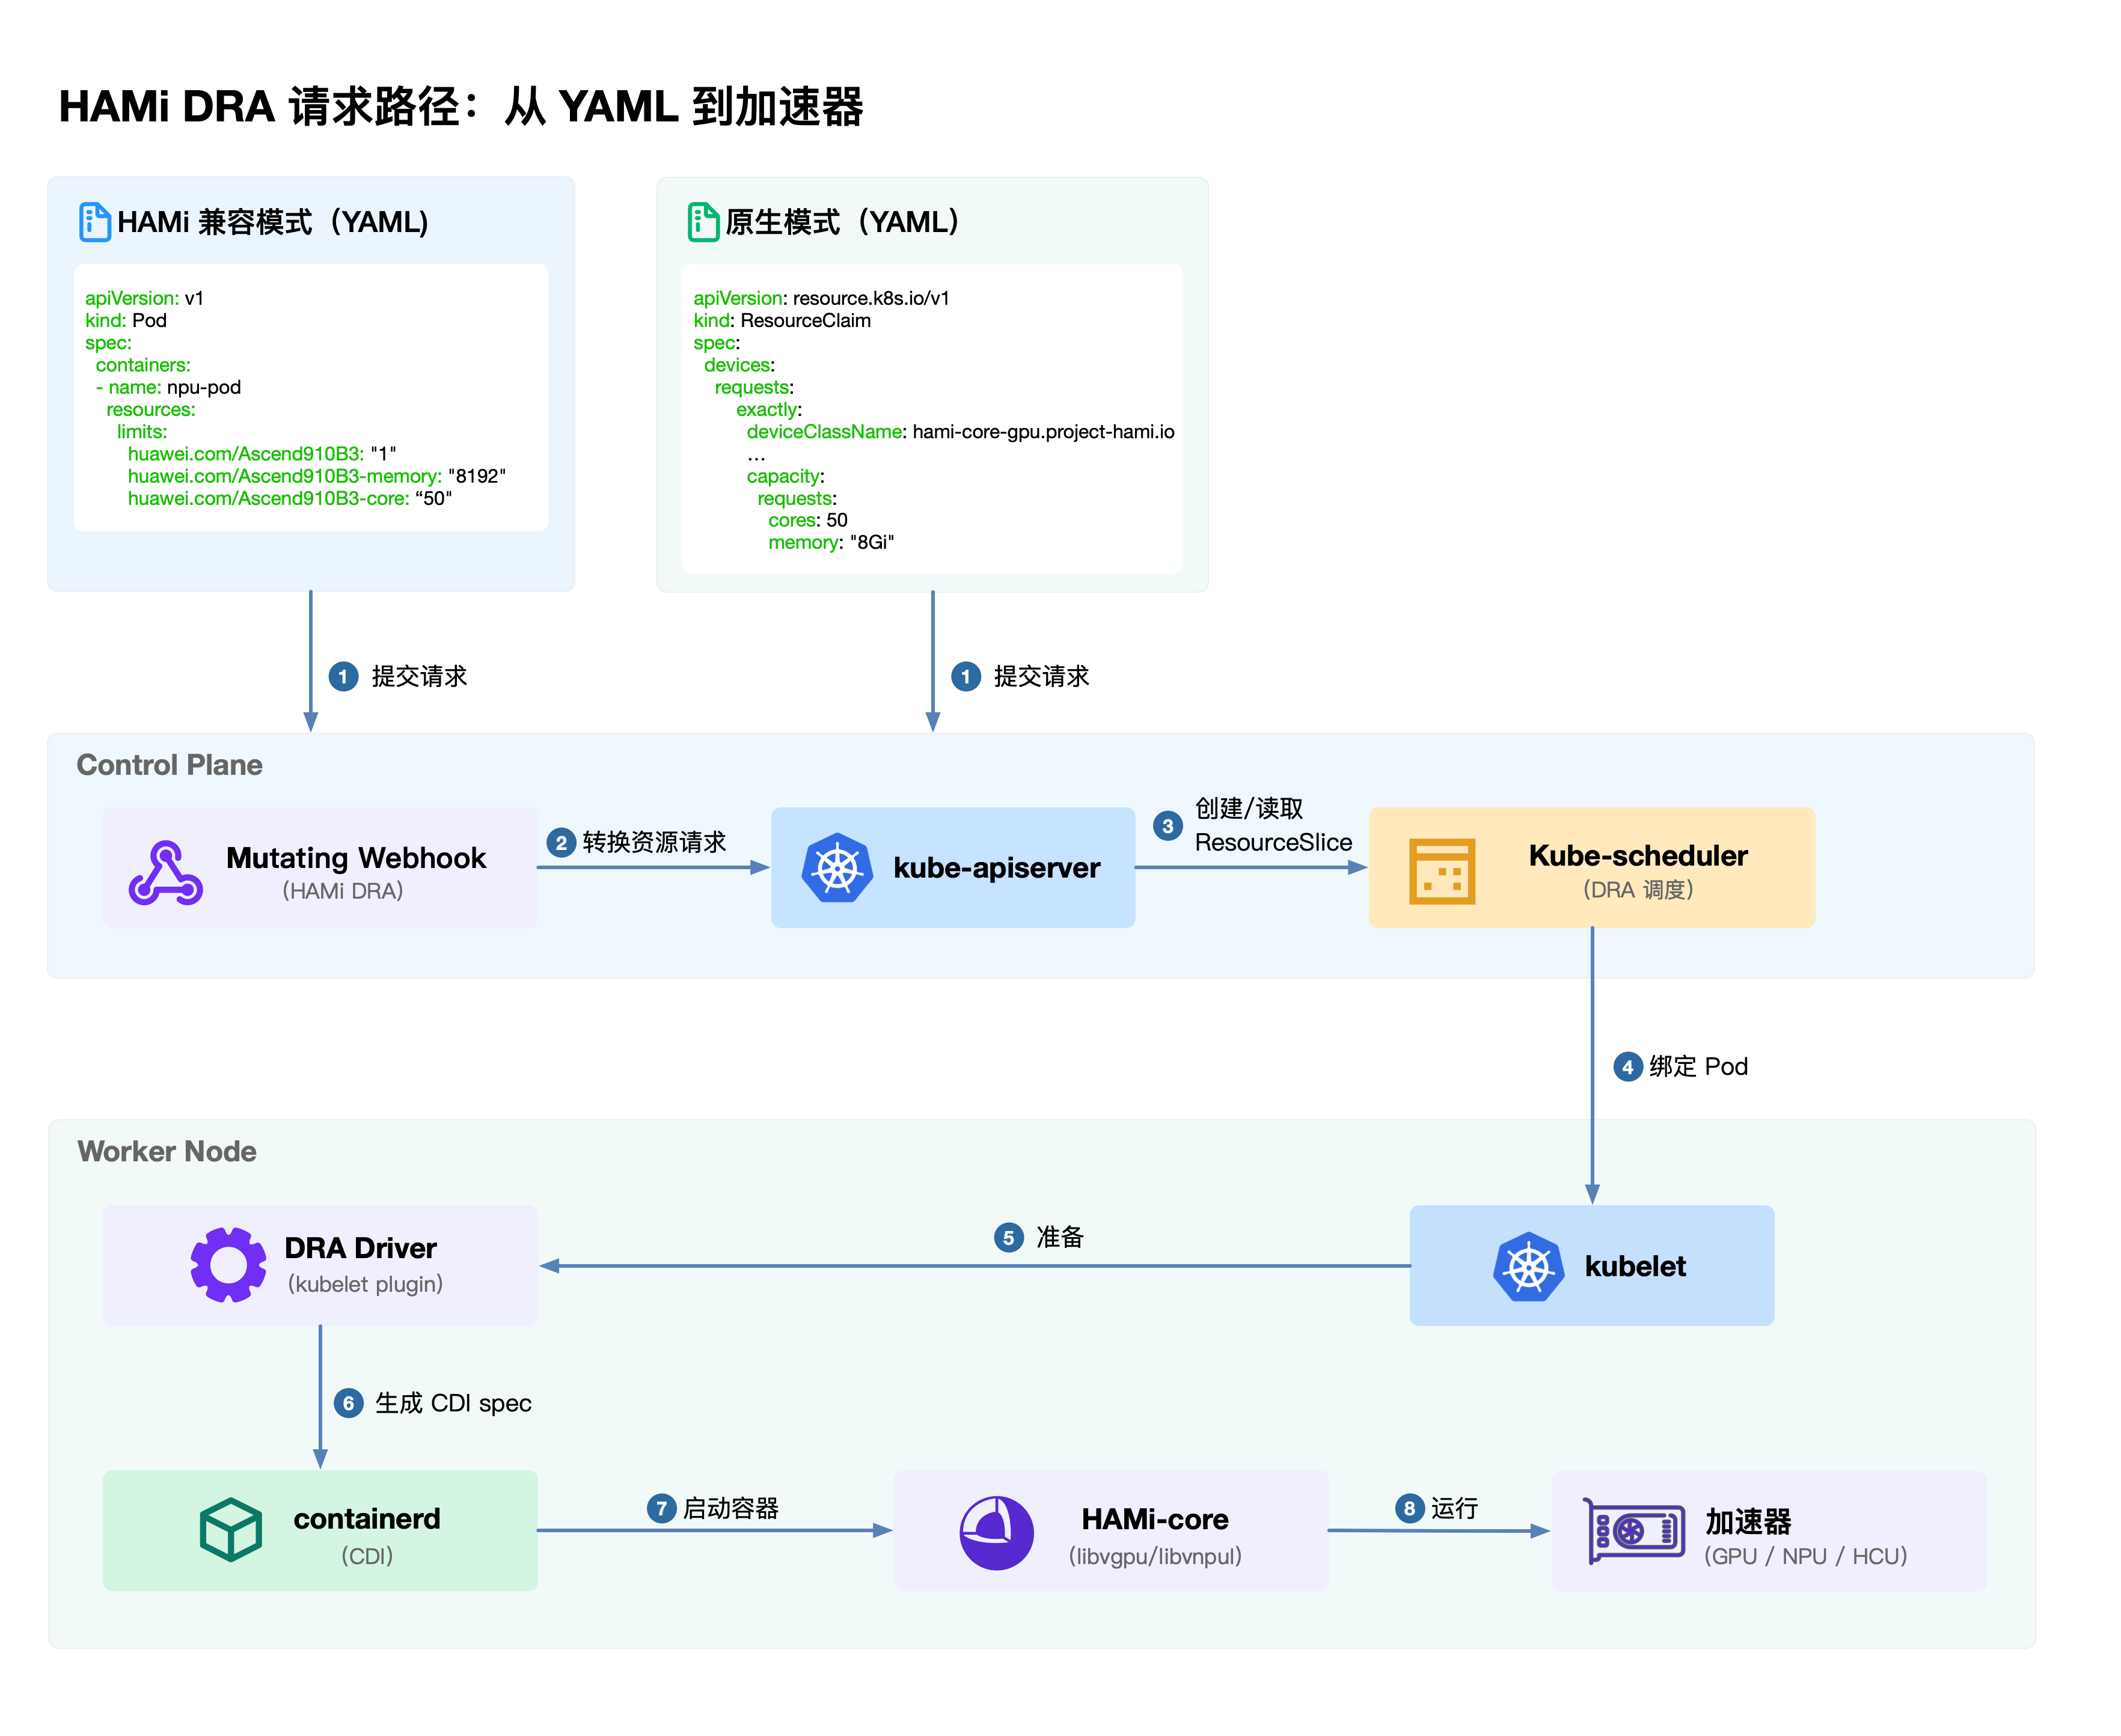 HAMi DRA 请求路径：从 YAML 到加速器
HAMi 兼容模式（YAML)
apiVersion: v1
kind: Pod
spec:
containers:
- name: npu-pod
resources:
limits:
huawei.com/Ascend910B3: "1"
huawei.com/Ascend910B3-memory: "8192"
huawei.com/Ascend910B3-core: “50"
原生模式（YAML）
apiVersion: resource.k8s.io/v1
kind: ResourceClaim
spec:
devices:
requests:
exactly:
deviceClassName: hami-core-gpu.project-hami.io
...
capacity:
requests:
cores: 50
memory: "8Gi"
1 提交请求
1 提交请求
Control Plane
Mutating Webhook
(HAMi DRA)
2 转换资源请求
kube-apiserver
3 创建/读取
ResourceSlice
Kube-scheduler
(DRA 调度)
4 绑定 Pod
Worker Node
DRA Driver
(kubelet plugin)
5 准备
kubelet
6 生成 CDI spec
containerd
(CDI)
7 启动容器
HAMi-core
(libvgpu/libvnpul)
8 运行
加速器
(GPU / NPU / HCU)